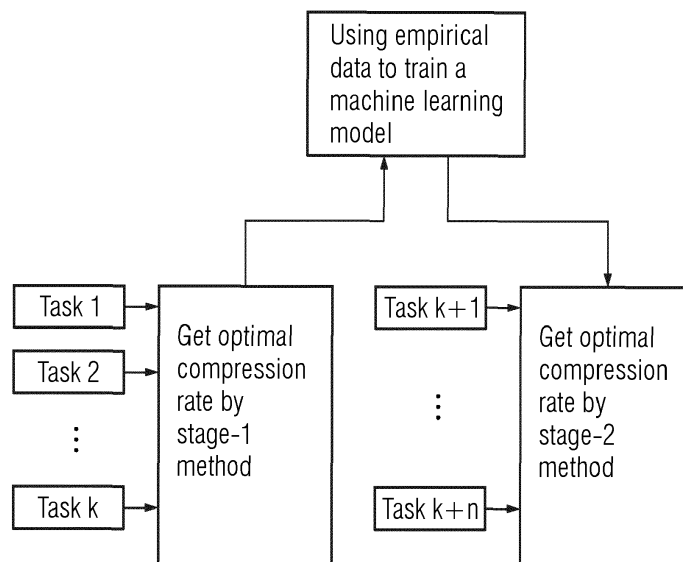 Using empirical
data to train a
machine learning
model
Task 1
Task 2
⋮
Task k
Get optimal
compression
rate by
stage-1
method
Task k+1
⋮
Task k+n
Get optimal
compression
rate by
stage-2
method